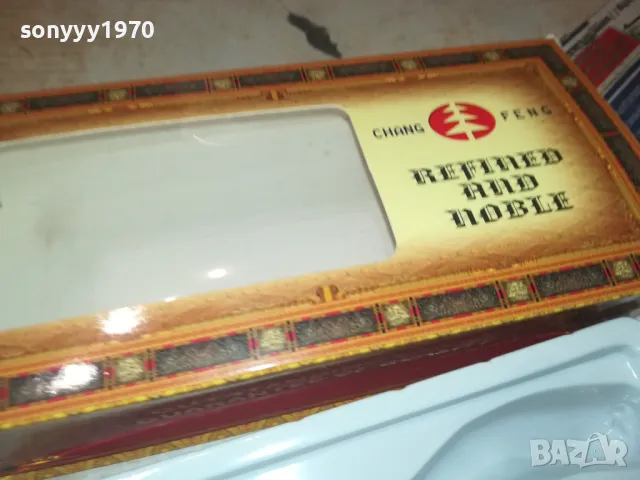 sonyyy1970
CHANG FENG
REFINED
AND
NOBLE
BAZAR